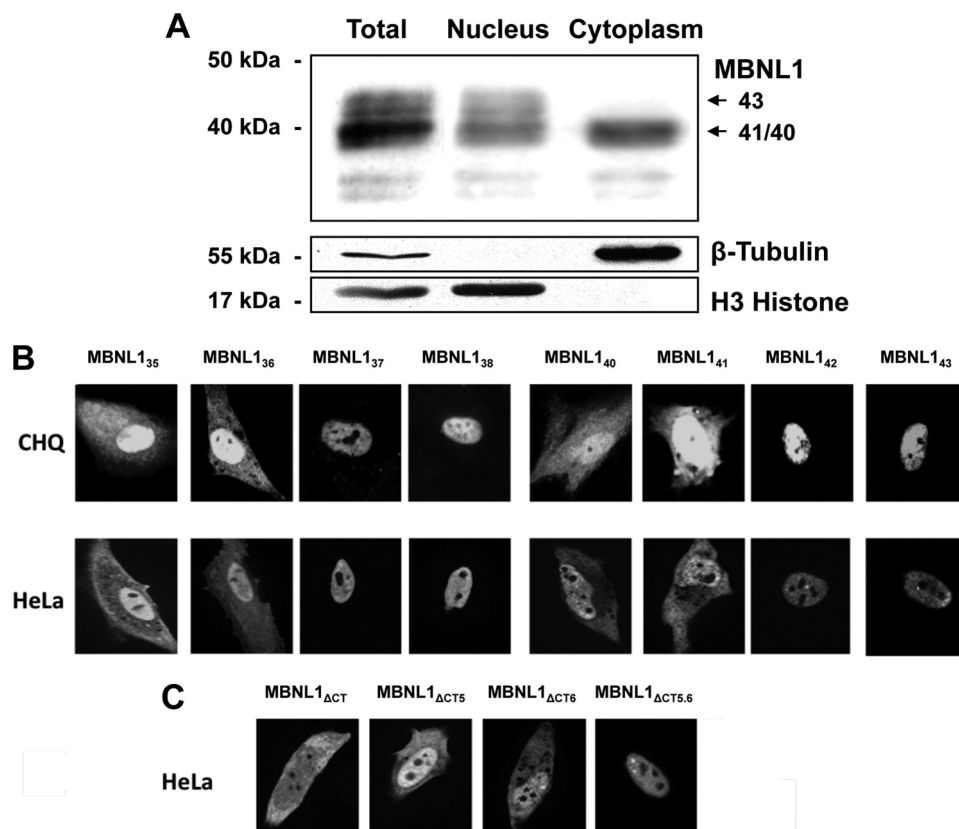 A
Total Nucleus Cytoplasm
50 kDa -
MBNL1
← 43
40 kDa -
← 41/40
55 kDa -
β-Tubulin
17 kDa -
H3 Histone
B
MBNL1₃₅ MBNL1₃₆ MBNL1₃₇ MBNL1₃₈ MBNL1₄₀ MBNL1₄₁ MBNL1₄₂ MBNL1₄₃
CHQ
HeLa
C
MBNL1ΔCT MBNL1ΔCT5 MBNL1ΔCT6 MBNL1ΔCT5.6
HeLa